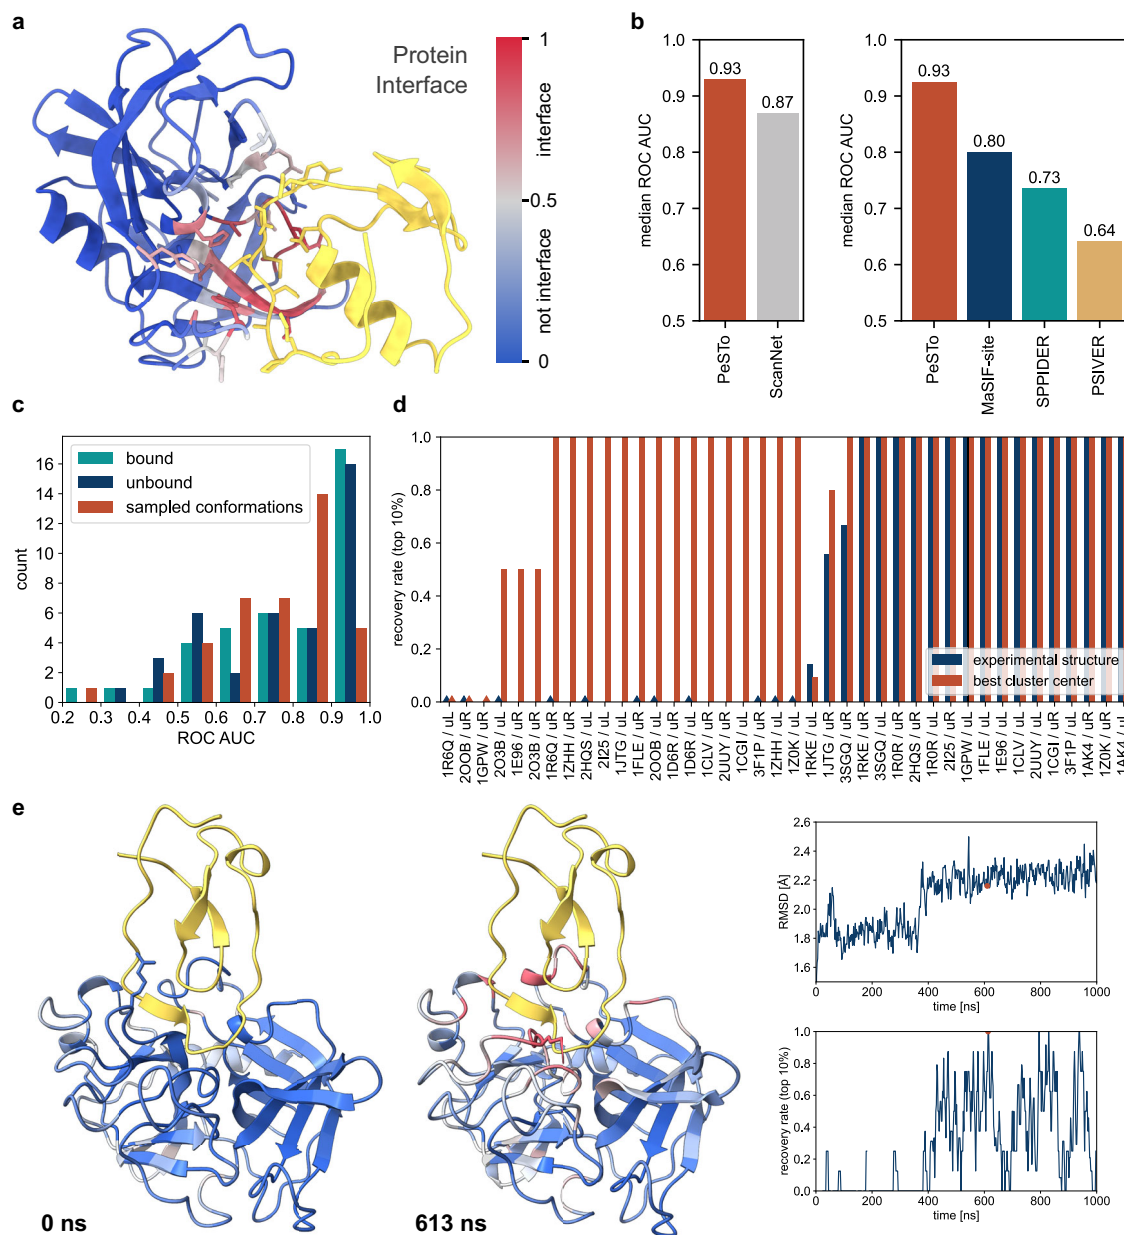 a
Protein
Interface
1
interface
0.5
not interface
0
b
median ROC AUC
1.0
0.9
0.8
0.7
0.6
0.5
0.93
0.87
PeSTo
ScanNet
median ROC AUC
1.0
0.9
0.8
0.7
0.6
0.5
0.93
0.80
0.73
0.64
PeSTo
MaSIF-site
SPPIDER
PSIVER
c
bound
unbound
sampled conformations
count
16
14
12
10
8
6
4
2
0
0.2 0.3 0.4 0.5 0.6 0.7 0.8 0.9 1.0
ROC AUC
d
recovery rate (top 10%)
1.0
0.8
0.6
0.4
0.2
0.0
experimental structure
best cluster center
1R6Q / uL
2OOB / uR
1GPW / uR
2O3B / uL
1E96 / uR
2O3B / uR
1R6Q / uR
1ZHH / uR
2HQS / uL
2I25 / uL
1JTG / uL
1FLE / uR
2OOB / uL
1D6R / uR
1D6R / uL
1CLV / uR
2UUY / uR
1CGI / uL
3F1P / uR
1ZHH / uL
1Z0K / uL
1RKE / uL
1JTG / uR
3SGQ / uR
1RKE / uR
3SGQ / uL
1R0R / uL
2HQS / uR
1R0R / uR
2I25 / uR
1GPW / uL
1FLE / uL
1E96 / uL
1CLV / uL
2UUY / uL
1CGI / uR
3F1P / uL
1AK4 / uR
1Z0K / uR
1AK4 / uL
e
0 ns
613 ns
RMSD [Å]
2.6
2.4
2.2
2.0
1.8
1.6
0 200 400 600 800 1000
time [ns]
recovery rate (top 10%)
1.0
0.8
0.6
0.4
0.2
0.0
0 200 400 600 800 1000
time [ns]